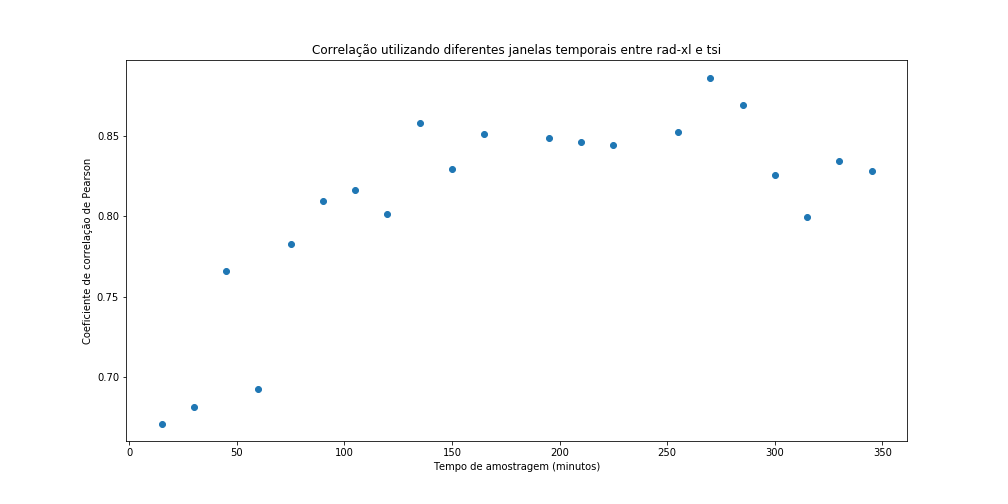 Correlação utilizando diferentes janelas temporais entre rad-xl e tsi
Coeficiente de correlação de Pearson
0.85
0.80
0.75
0.70
0 50 100 150 200 250 300 350
Tempo de amostragem (minutos)